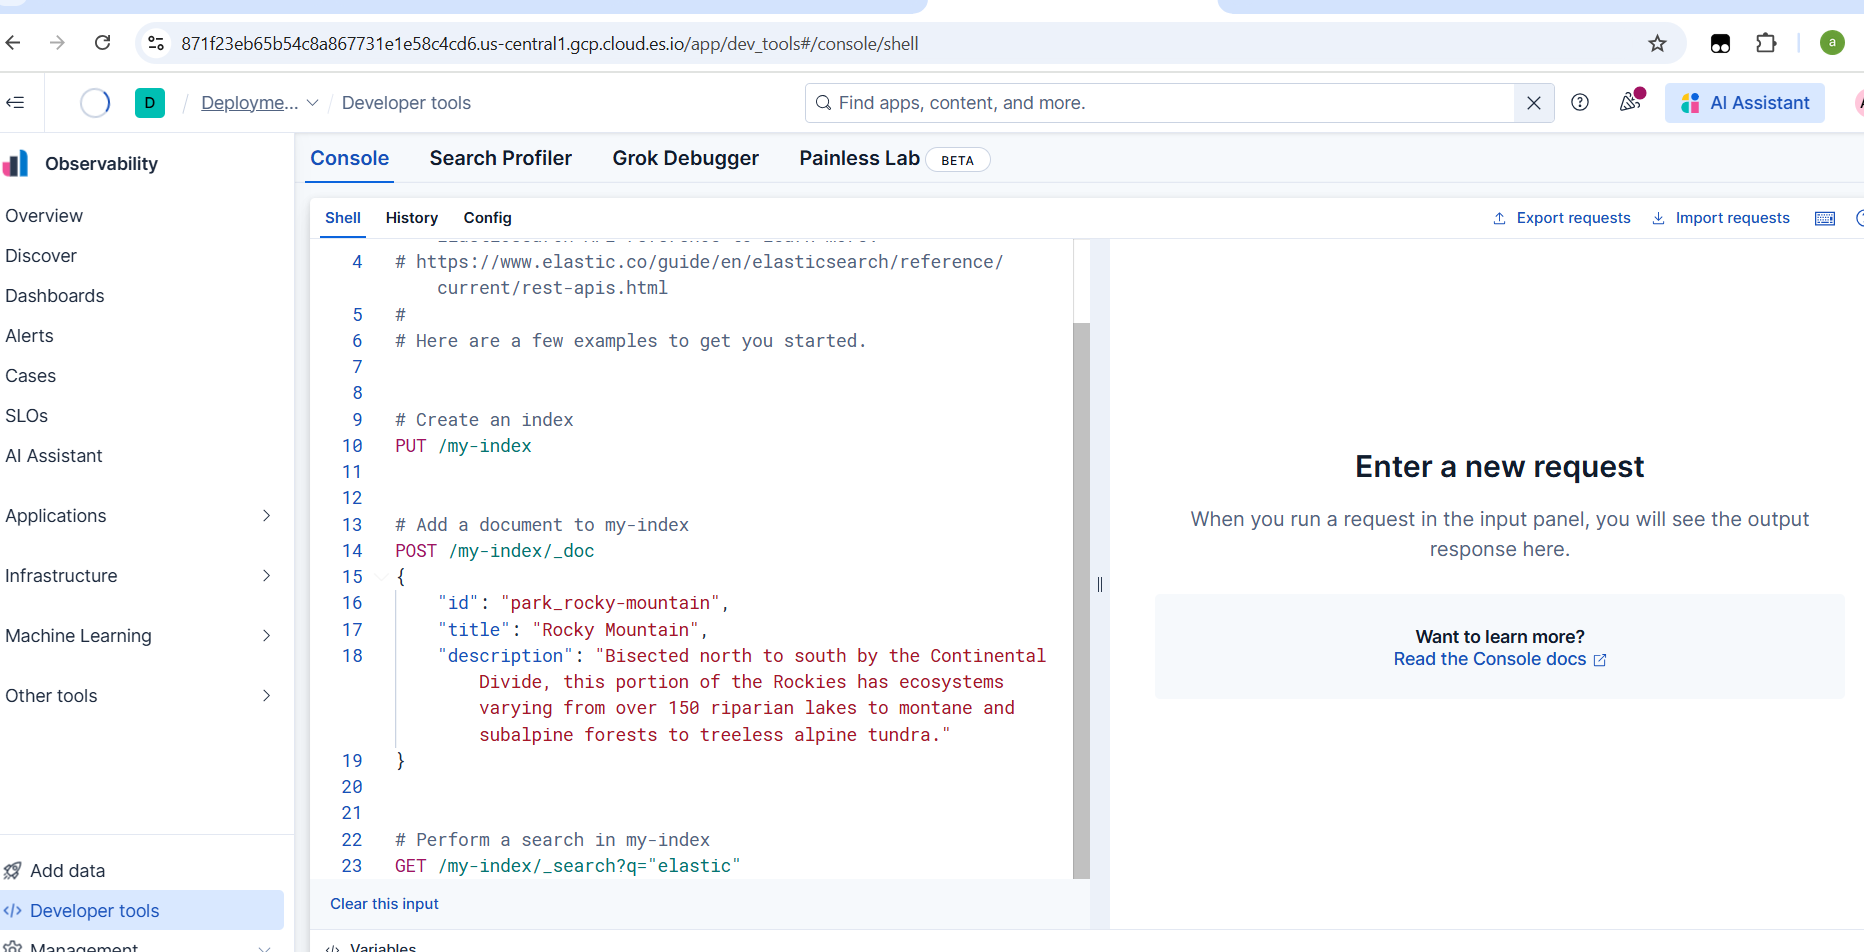 871f23eb65b54c8a867731e1e58c4cd6.us-central1.gcp.cloud.es.io/app/dev_tools#/console/shell
a
D / Deployme... / Developer tools
Find apps, content, and more.
AI Assistant
Observability
Overview
Discover
Dashboards
Alerts
Cases
SLOs
AI Assistant
Applications
Infrastructure
Machine Learning
Other tools
Add data
Developer tools
Management
Console Search Profiler Grok Debugger Painless Lab BETA
Shell History Config
Export requests Import requests
Elasticsearch API reference to learn more.
4 # https://www.elastic.co/guide/en/elasticsearch/reference/
current/rest-apis.html
5 #
6 # Here are a few examples to get you started.
7
8
9 # Create an index
10 PUT /my-index
11
12
13 # Add a document to my-index
14 POST /my-index/_doc
15 {
16 "id": "park_rocky-mountain",
17 "title": "Rocky Mountain",
18 "description": "Bisected north to south by the Continental
Divide, this portion of the Rockies has ecosystems
varying from over 150 riparian lakes to montane and
subalpine forests to treeless alpine tundra."
19 }
20
21
22 # Perform a search in my-index
23 GET /my-index/_search?q="elastic"
Clear this input
Variables
Enter a new request
When you run a request in the input panel, you will see the output
response here.
Want to learn more?
Read the Console docs